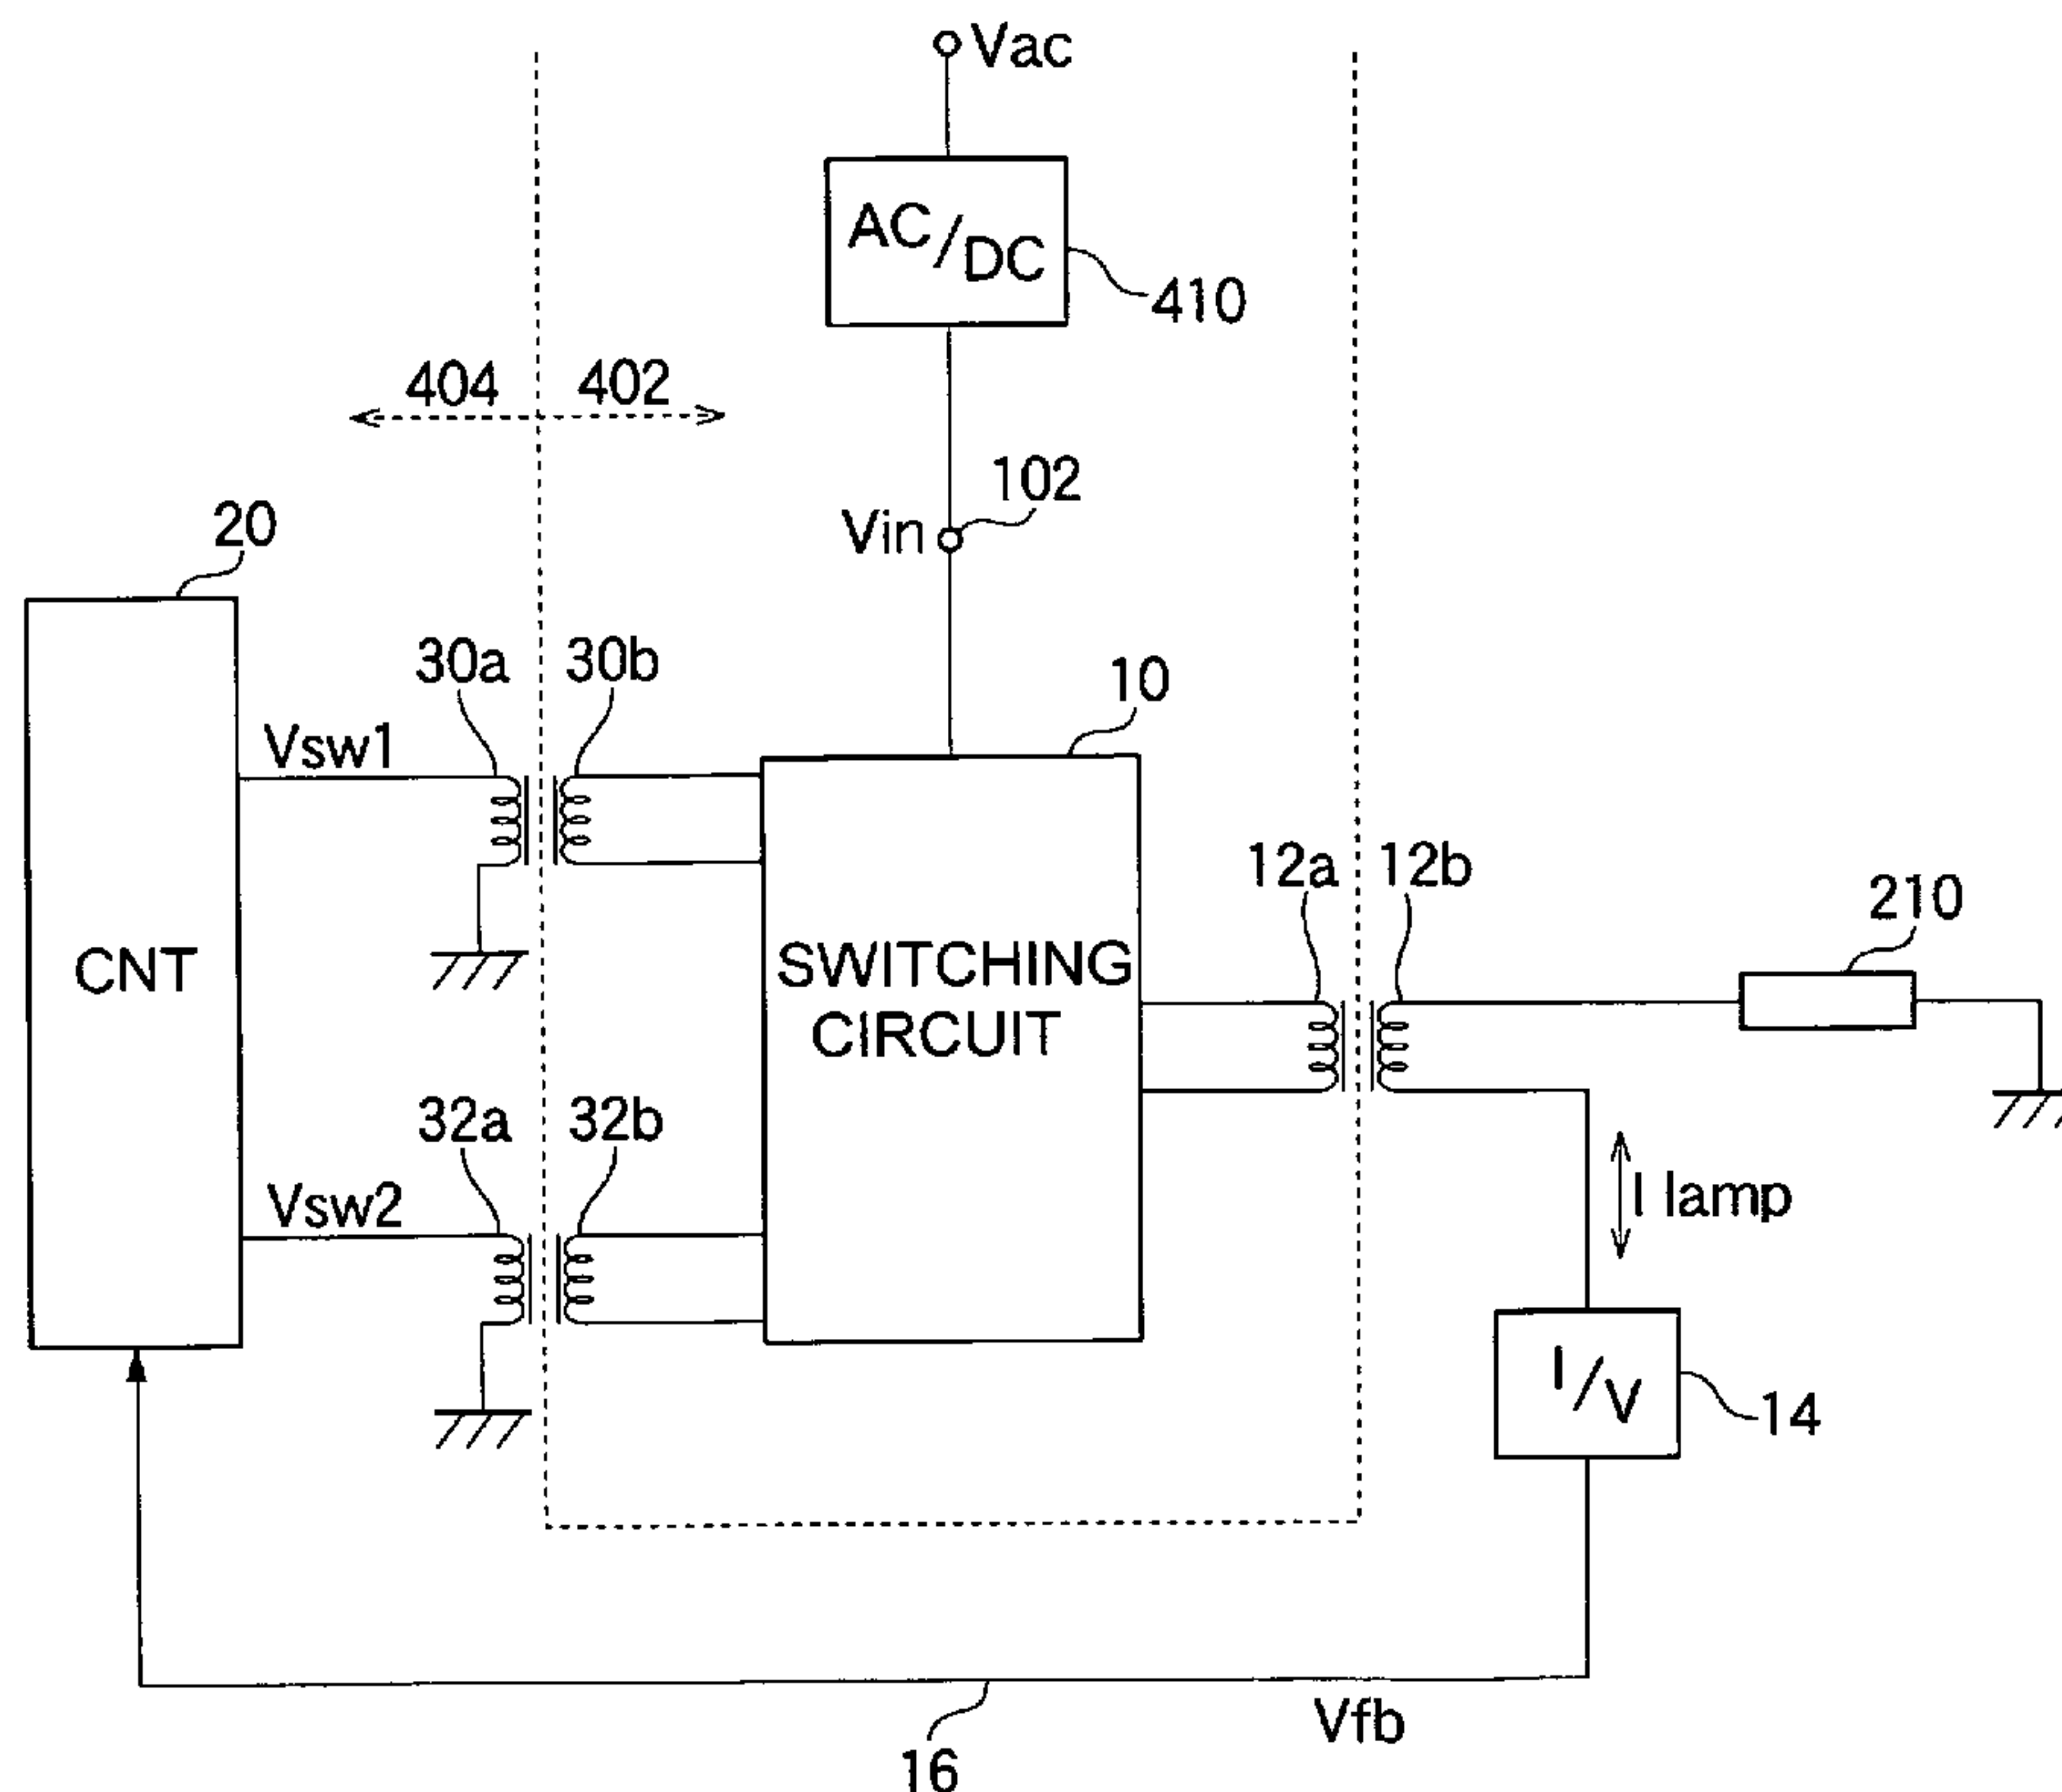 Vac
AC/DC
410
404
402
102
Vin
20
30a
30b
10
Vsw1
12a
12b
210
CNT
SWITCHING
CIRCUIT
32a
32b
Vsw2
I lamp
I/V
14
Vfb
16